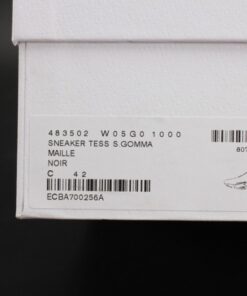 483502 W05G0 1000
SNEAKER TESS S.GOMMA
MAILLE
NOIR
C 42
ECBA700256A